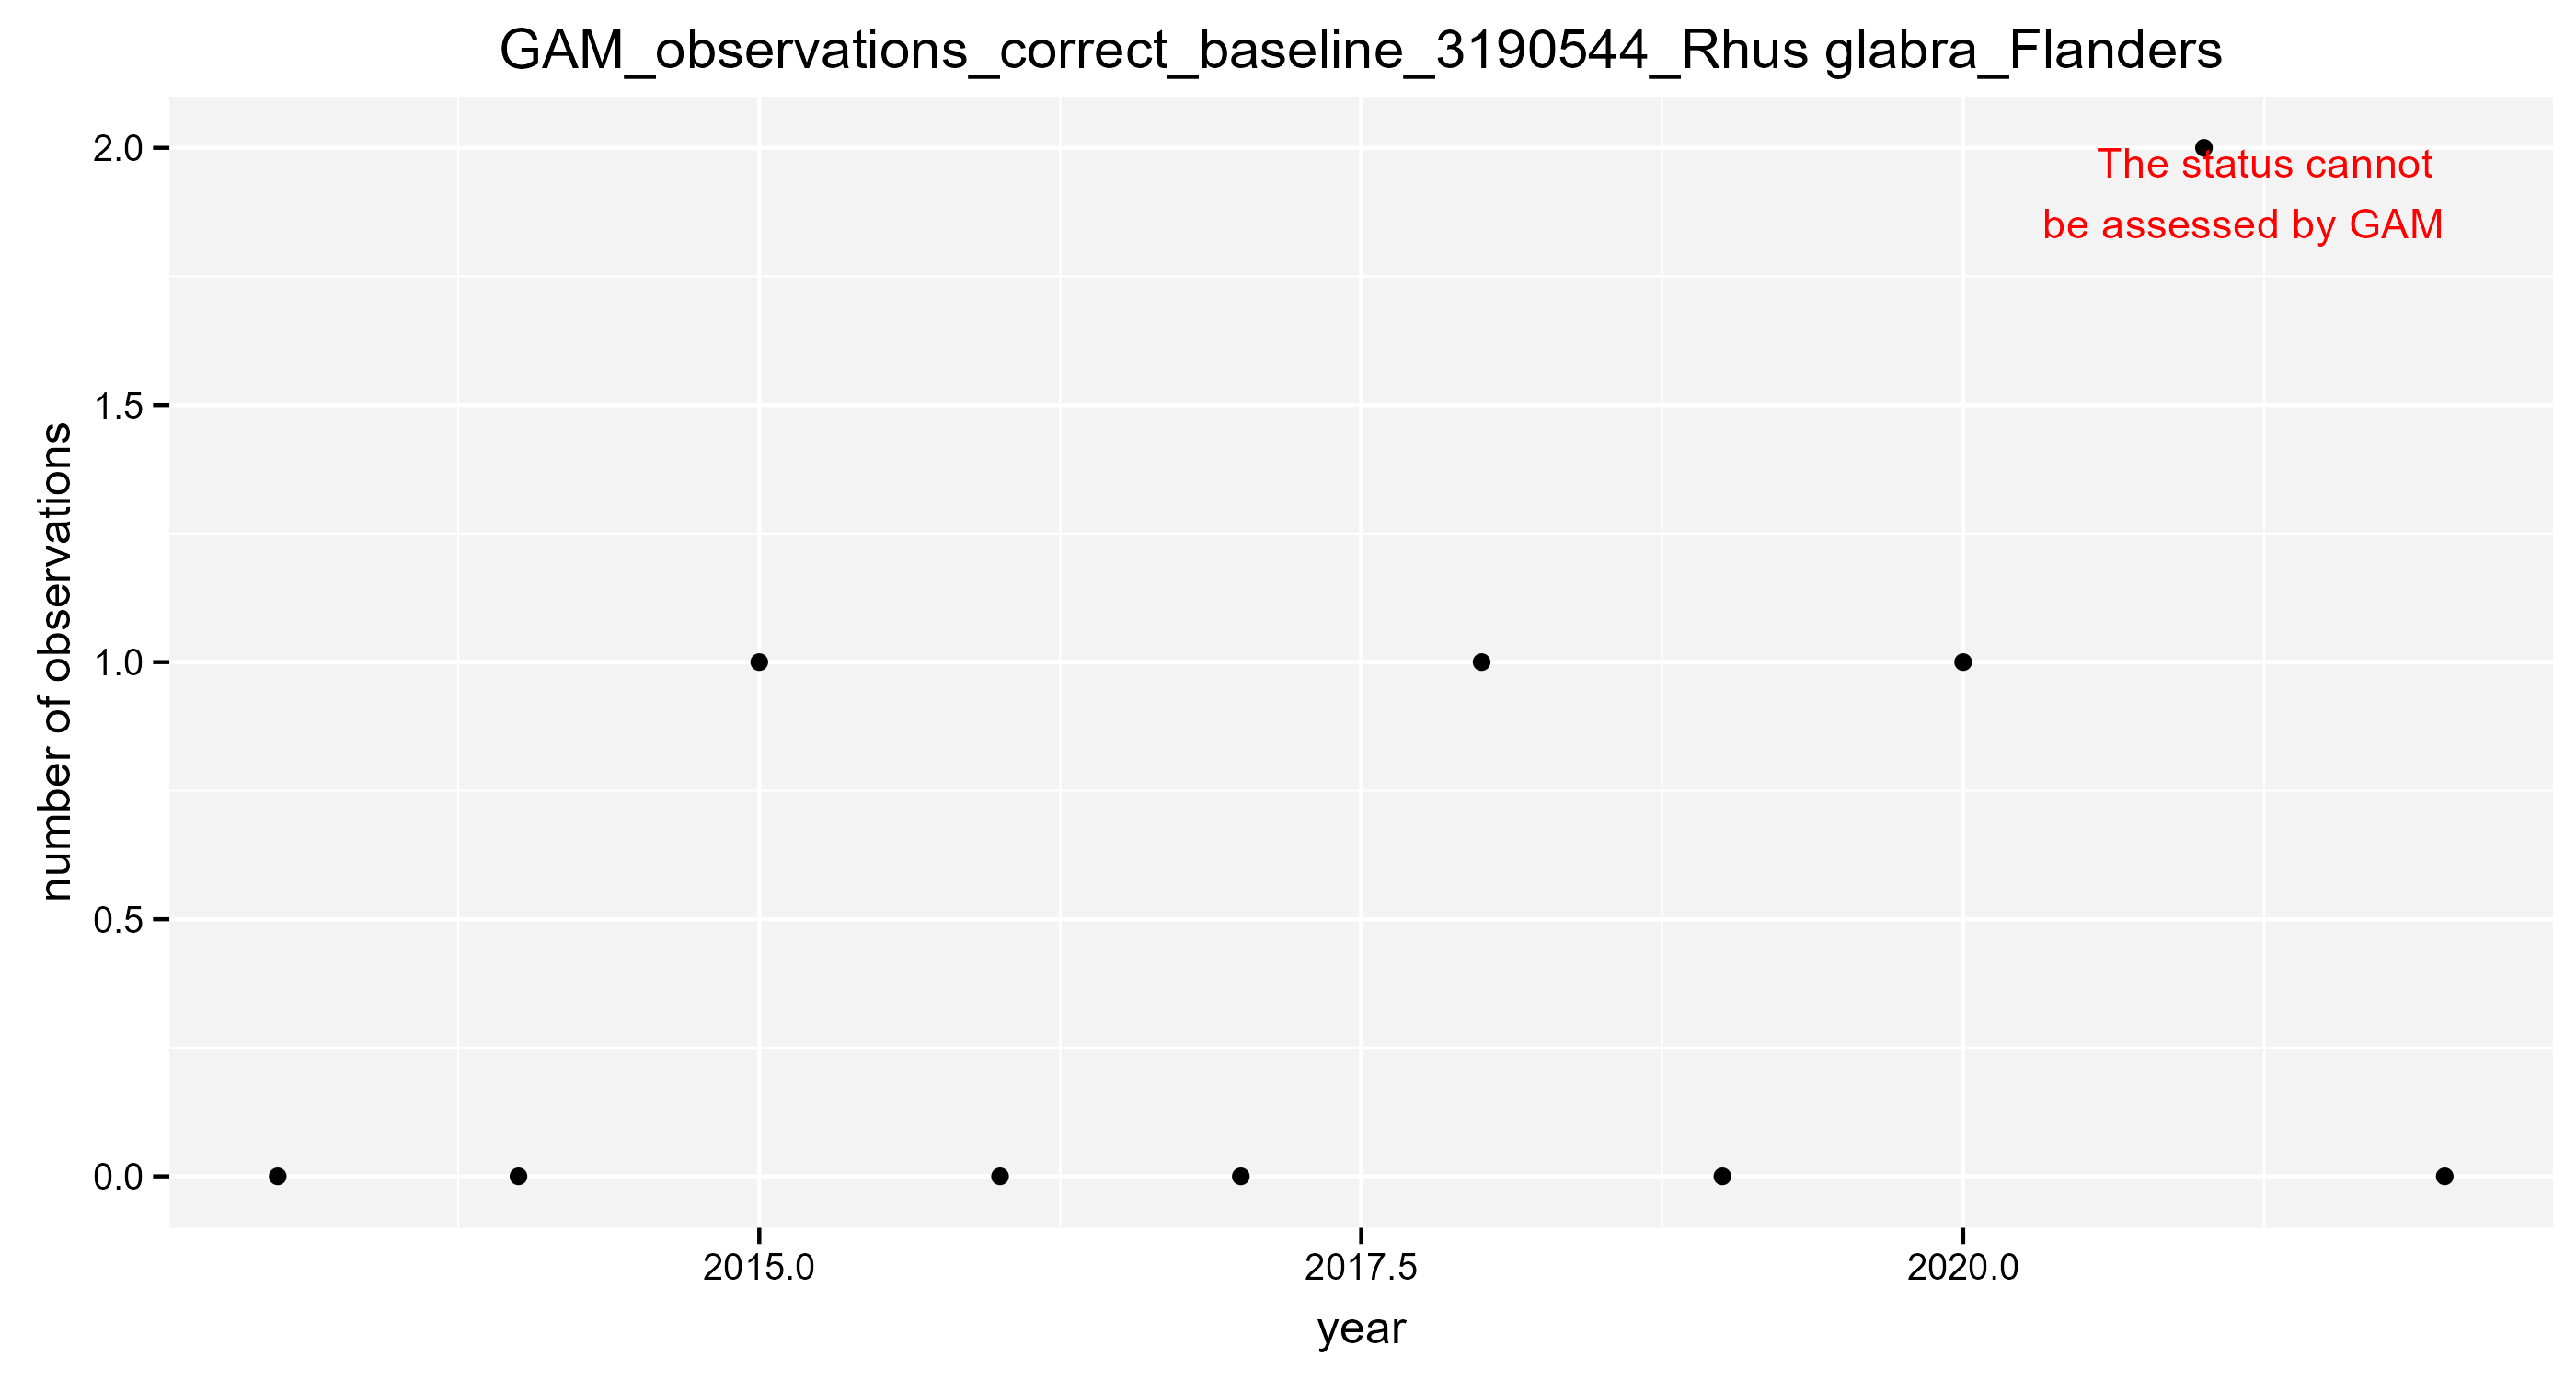 GAM_observations_correct_baseline_3190544_Rhus glabra_Flanders
2.0
The status cannot
be assessed by GAM
1.5
number of observations
1.0
0.5
0.0
2015.0
2017.5
2020.0
year